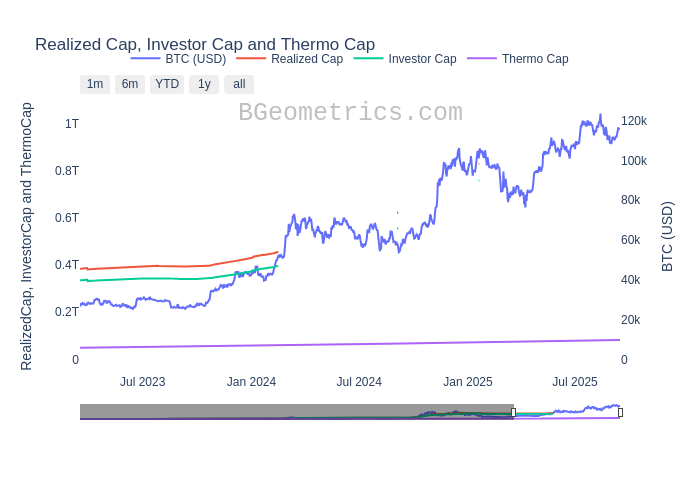 Realized Cap, Investor Cap and Thermo Cap
BTC (USD) Realized Cap Investor Cap Thermo Cap
1m 6m YTD 1y all
BGeometrics.com
RealizedCap, InvestorCap and ThermoCap
1T
0.8T
0.6T
0.4T
0.2T
0
120k
100k
80k
60k
40k
20k
0
BTC (USD)
Jul 2023 Jan 2024 Jul 2024 Jan 2025 Jul 2025